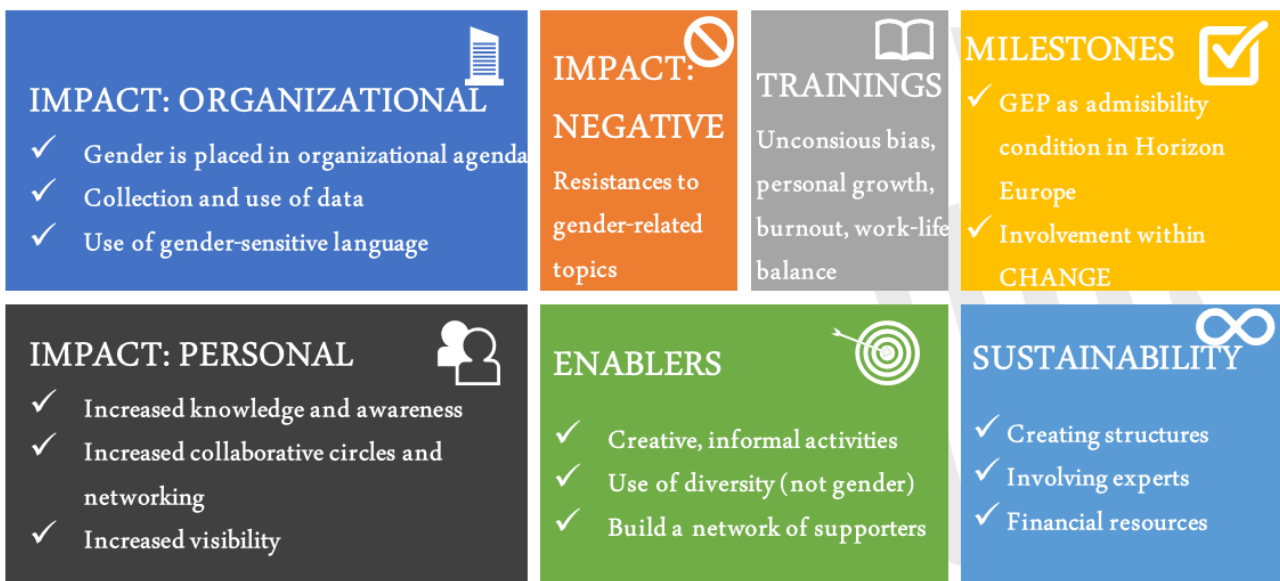 IMPACT: ORGANIZATIONAL
✓ Gender is placed in organizational agenda
✓ Collection and use of data
✓ Use of gender-sensitive language
IMPACT:
NEGATIVE
Resistances to
gender-related
topics
TRAININGS
Unconsious bias,
personal growth,
burnout, work-life
balance
MILESTONES
✓ GEP as admisibility
condition in Horizon
Europe
✓ Involvement within
CHANGE
IMPACT: PERSONAL
✓ Increased knowledge and awareness
✓ Increased collaborative circles and
networking
✓ Increased visibility
ENABLERS
✓ Creative, informal activities
✓ Use of diversity (not gender)
✓ Build a network of supporters
SUSTAINABILITY
✓ Creating structures
✓ Involving experts
✓ Financial resources